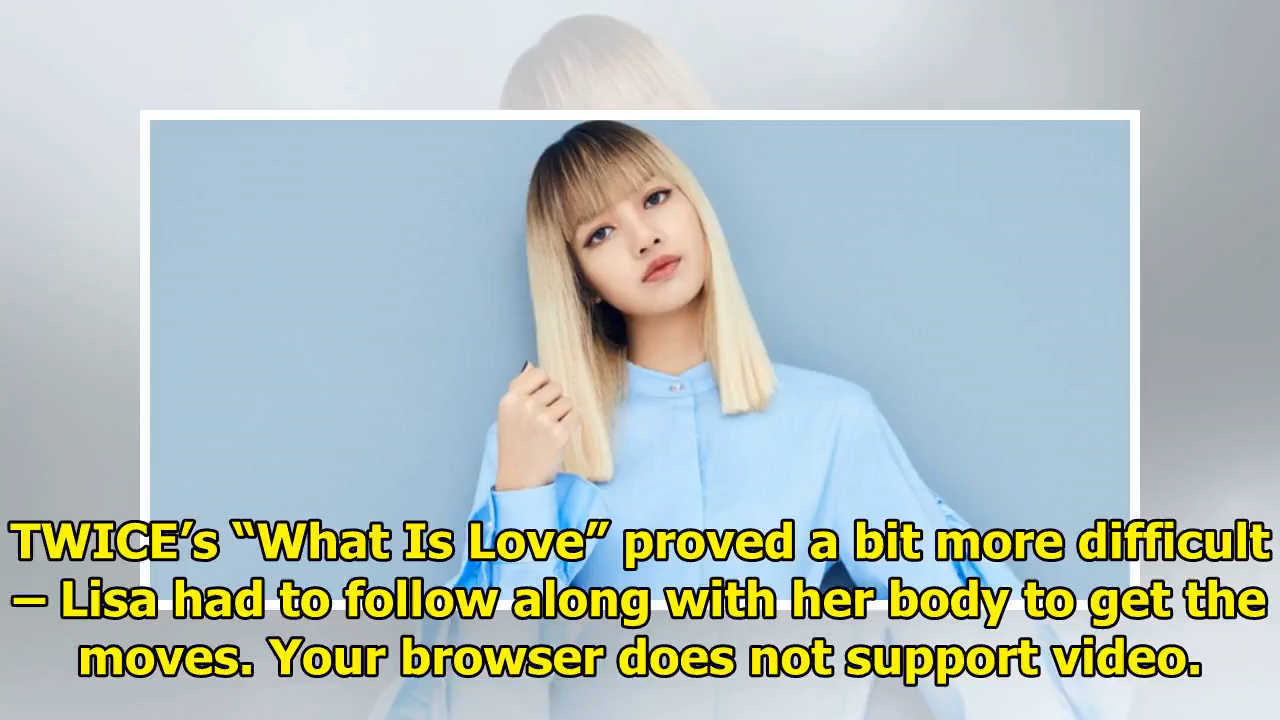 TWICE’s “What Is Love” proved a bit more difficult
– Lisa had to follow along with her body to get the
moves. Your browser does not support video.